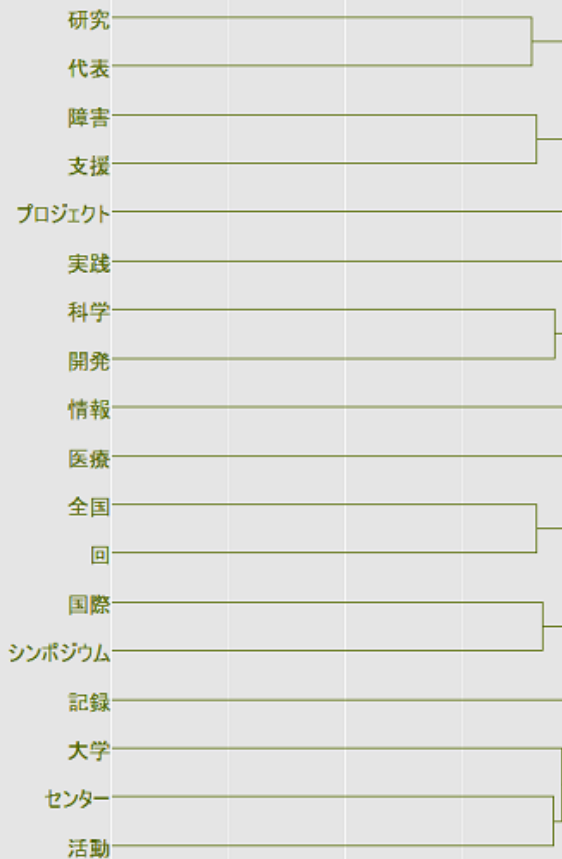 研究
代表
障害
支援
プロジェクト
実践
科学
開発
情報
医療
全国
回
国際
シンポジウム
記録
大学
センター
活動